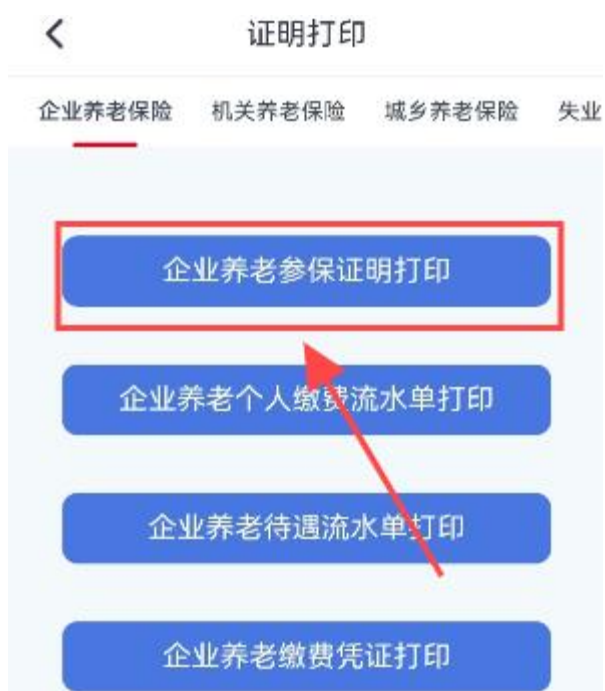 证明打印
企业养老保险 机关养老保险 城乡养老保险 失业
企业养老参保证明打印
企业养老个人缴费流水单打印
企业养老待遇流水单打印
企业养老缴费凭证打印